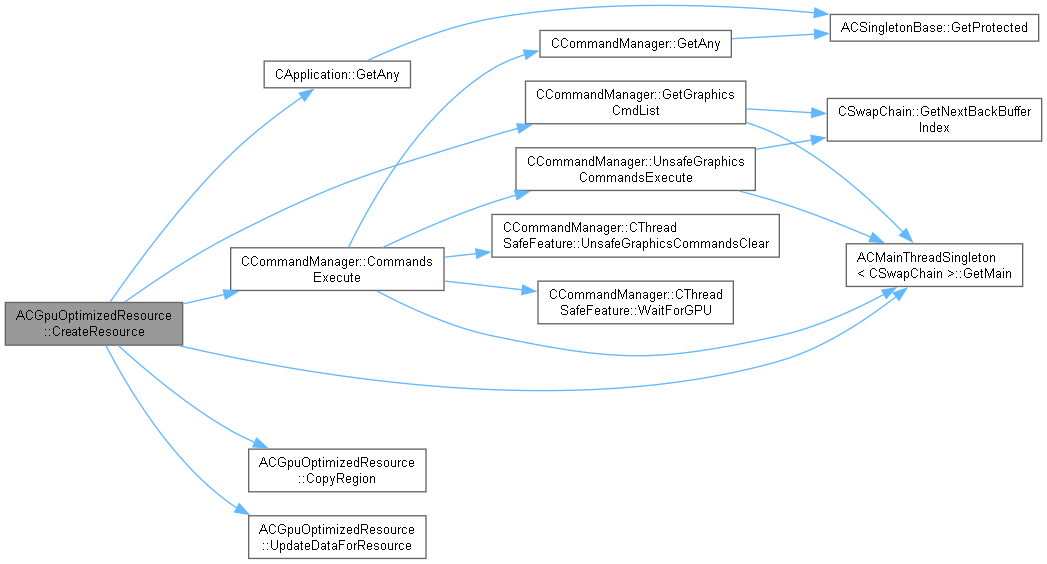 ACSingletonBase::GetProtected
CCommandManager::GetAny
CApplication::GetAny
CCommandManager::GetGraphics
CmdList
CSwapChain::GetNextBackBuffer
Index
CCommandManager::UnsafeGraphics
CommandsExecute
CCommandManager::CThread
SafeFeature::UnsafeGraphicsCommandsClear
CCommandManager::Commands
Execute
ACMainThreadSingleton
< CSwapChain >::GetMain
CCommandManager::CThread
SafeFeature::WaitForGPU
ACGpuOptimizedResource
::CreateResource
ACGpuOptimizedResource
::CopyRegion
ACGpuOptimizedResource
::UpdateDataForResource